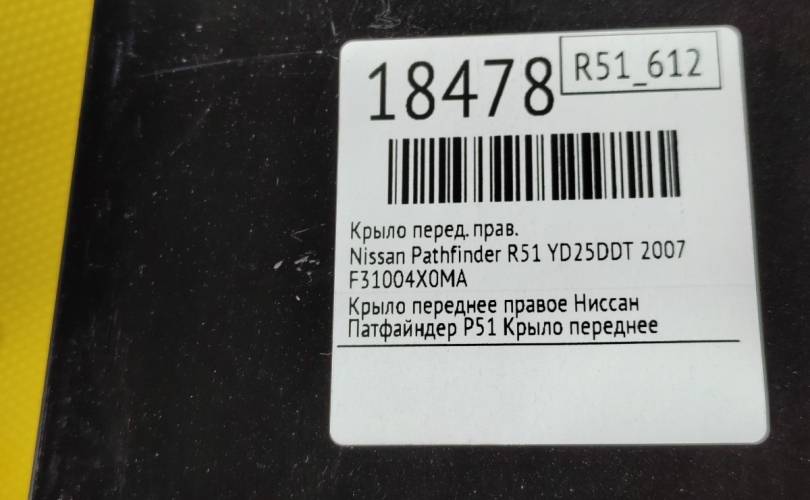 18478
R51_612
Крыло перед. прав.
Nissan Pathfinder R51 YD25DDT 2007
F31004X0MA
Крыло переднее правое Ниссан
Патфайндер Р51 Крыло переднее